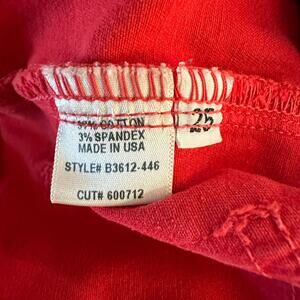 % COTTON
3% SPANDEX
MADE IN USA
STYLE# B3612-446
CUT# 600712
25